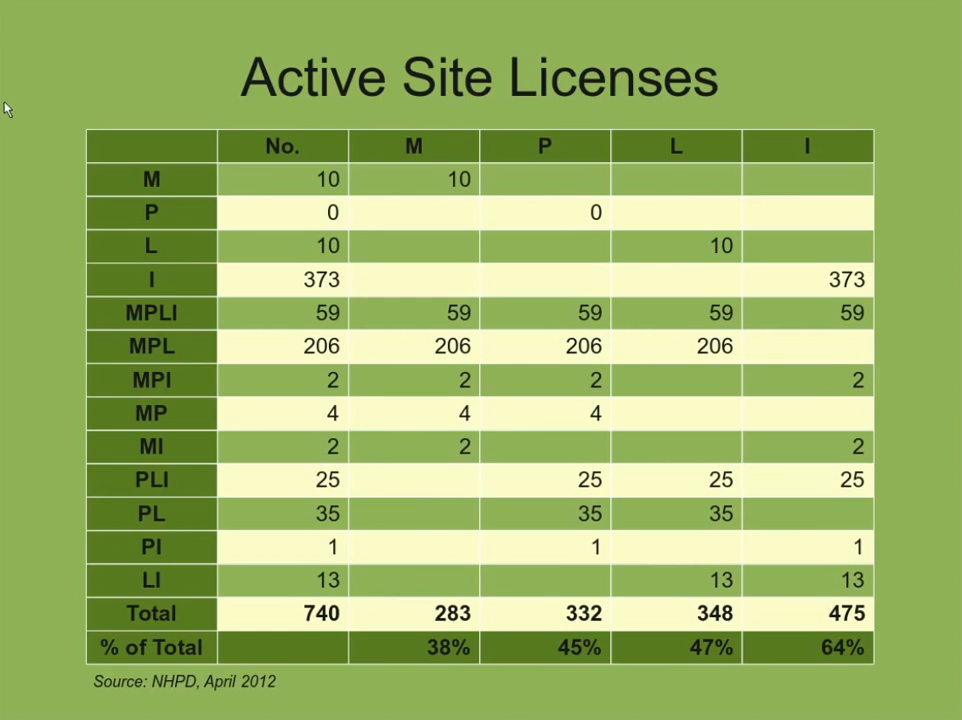 Active Site Licenses
No. M P L I
M 10 10
P 0 0
L 10 10
I 373 373
MPLI 59 59 59 59 59
MPL 206 206 206 206
MPI 2 2 2 2
MP 4 4 4
MI 2 2 2
PLI 25 25 25 25
PL 35 35 35
PI 1 1 1
LI 13 13 13
Total 740 283 332 348 475
% of Total 38% 45% 47% 64%
Source: NHPD, April 2012